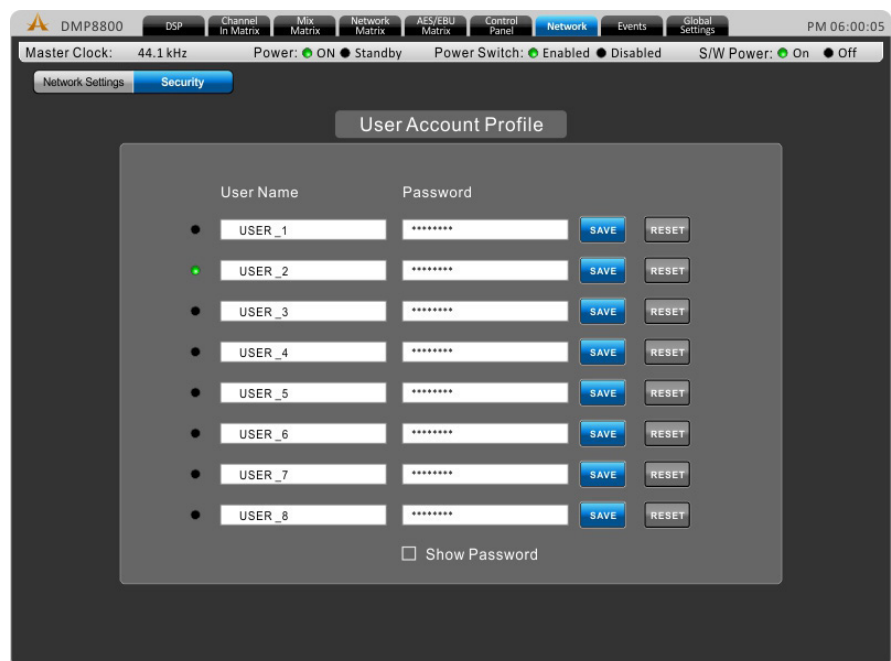 DMP8800 DSP Channel In Matrix Mix Matrix Network Matrix AES/EBU Matrix Control Panel Network Events Global Settings PM 06:00:05
Master Clock: 44.1 kHz Power: ON Standby Power Switch: Enabled Disabled S/W Power: On Off
Network Settings Security
User Account Profile
User Name Password
USER_1 ******** SAVE RESET
USER_2 ******** SAVE RESET
USER_3 ******** SAVE RESET
USER_4 ******** SAVE RESET
USER_5 ******** SAVE RESET
USER_6 ******** SAVE RESET
USER_7 ******** SAVE RESET
USER_8 ******** SAVE RESET
Show Password